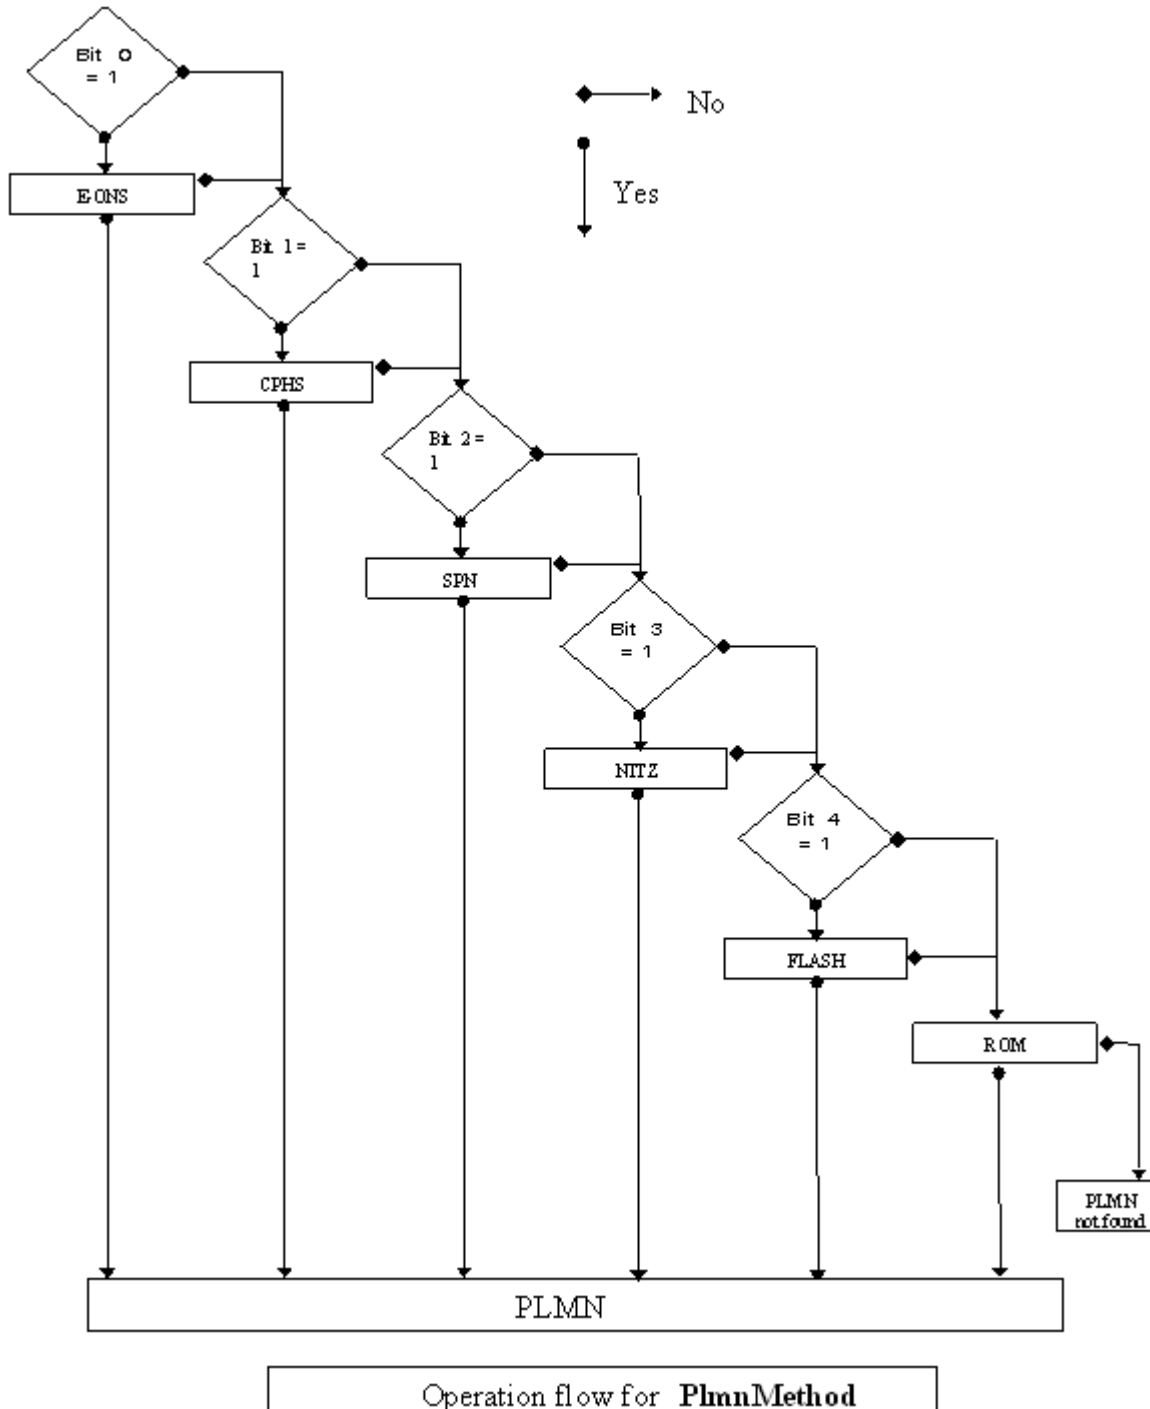 Bit 0
= 1
No
Yes
E-ONS
Bit 1 =
1
CPHS
Bit 2 =
1
SPN
Bit 3
= 1
NITZ
Bit 4
= 1
FLASH
ROM
PLMN
not found
PLMN
Operation flow for PlmnMethod